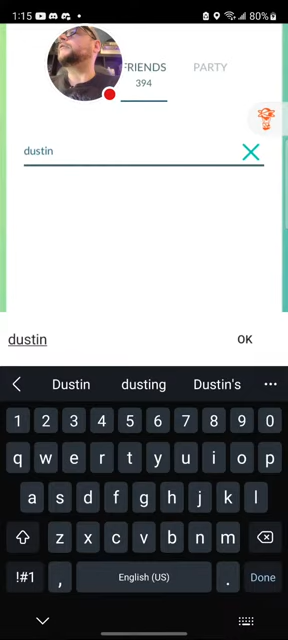 1:15 80%
FRIENDS PARTY
394
dustin
dustin OK
Dustin dusting Dustin's
1 2 3 4 5 6 7 8 9 0
q w e r t y u i o p
a s d f g h j k l
z x c v b n m
!#1 , English (US) . Done